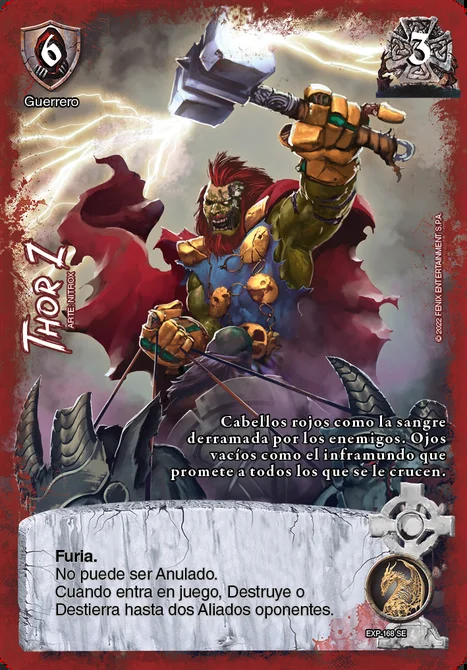 6
3
Guerrero
THOR Z
ARTE: NITROX
© 2022 FENIX ENTERTAINMENT S.P.A.
Cabellos rojos como la sangre
derramada por los enemigos. Ojos
vacíos como el inframundo que
promete a todos los que se le crucen.
Furia.
No puede ser Anulado.
Cuando entra en juego, Destruye o
Destierra hasta dos Aliados oponentes.
EXP-168 SE